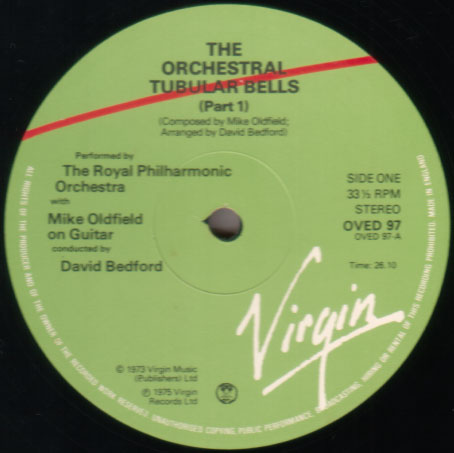 THE
ORCHESTRAL
TUBULAR BELLS
(Part 1)
(Composed by Mike Oldfield;
Arranged by David Bedford)
Performed by
The Royal Philharmonic
Orchestra
with
Mike Oldfield
on Guitar
conducted by
David Bedford
SIDE ONE
33⅓ RPM
STEREO
OVED 97
OVED 97-A
Time: 26.10
Virgin
© 1973 Virgin Music
(Publishers) Ltd
℗ 1975 Virgin
Records Ltd
ALL RIGHTS OF THE PRODUCER AND OF THE OWNER OF THE RECORDED WORK RESERVED. UNAUTHORISED COPYING, PUBLIC PERFORMANCE, BROADCASTING, HIRING OR RENTAL OF THIS RECORDING PROHIBITED. MADE IN ENGLAND